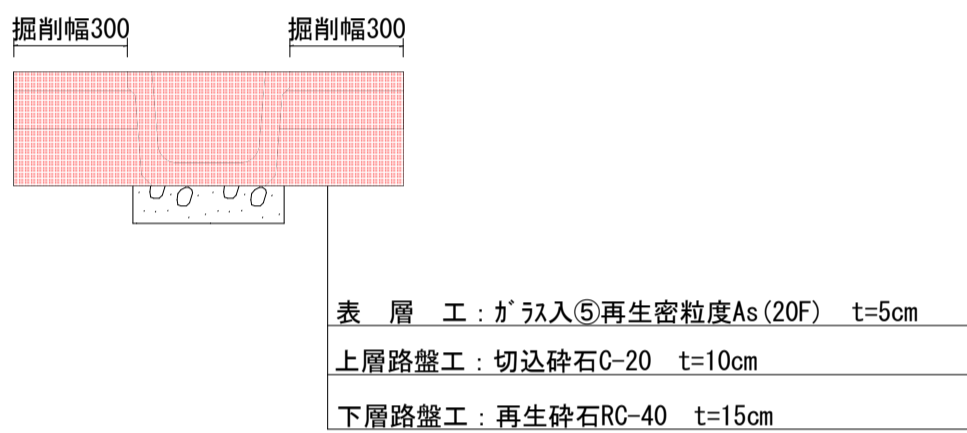 掘削幅300 掘削幅300
表　層　工：ガラス入⑤再生密粒度As(20F)　t=5cm
上層路盤工：切込砕石C-20　t=10cm
下層路盤工：再生砕石RC-40　t=15cm